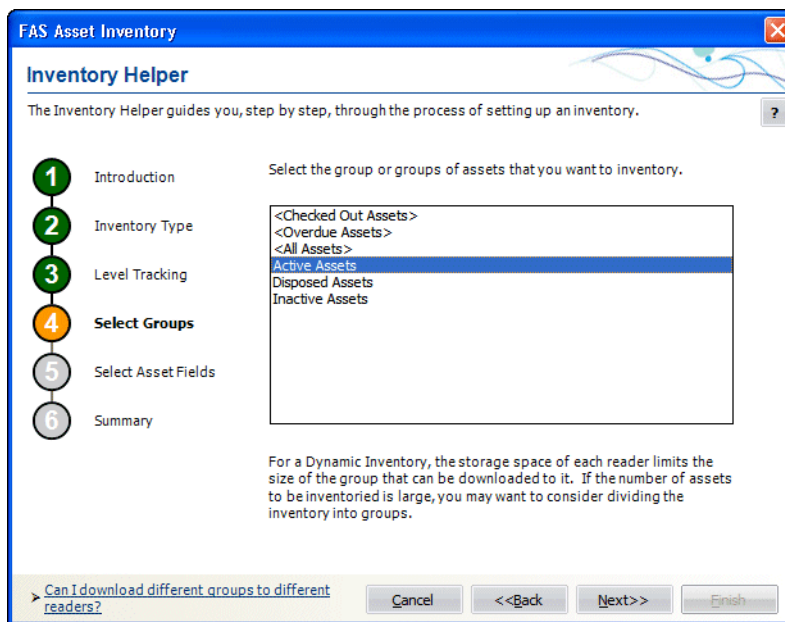 FAS Asset Inventory
Inventory Helper
The Inventory Helper guides you, step by step, through the process of setting up an inventory.
?
1 Introduction
2 Inventory Type
3 Level Tracking
4 Select Groups
5 Select Asset Fields
6 Summary
Select the group or groups of assets that you want to inventory.
<Checked Out Assets>
<Overdue Assets>
<All Assets>
Active Assets
Disposed Assets
Inactive Assets
For a Dynamic Inventory, the storage space of each reader limits the
size of the group that can be downloaded to it. If the number of assets
to be inventoried is large, you may want to consider dividing the
inventory into groups.
Can I download different groups to different
readers?
Cancel
<<Back
Next>>
Finish